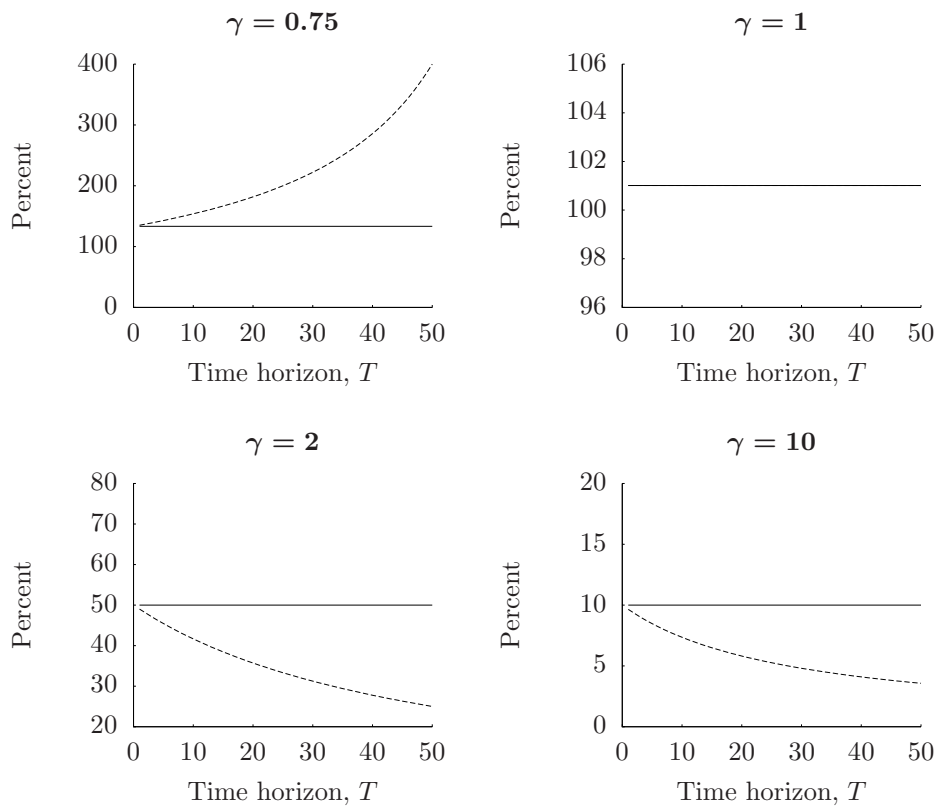 γ = 0.75
400
300
200
100
0
Percent
0 10 20 30 40 50
Time horizon, T
γ = 1
106
104
102
100
98
96
Percent
0 10 20 30 40 50
Time horizon, T
γ = 2
80
70
60
50
40
30
20
Percent
0 10 20 30 40 50
Time horizon, T
γ = 10
20
15
10
5
0
Percent
0 10 20 30 40 50
Time horizon, T